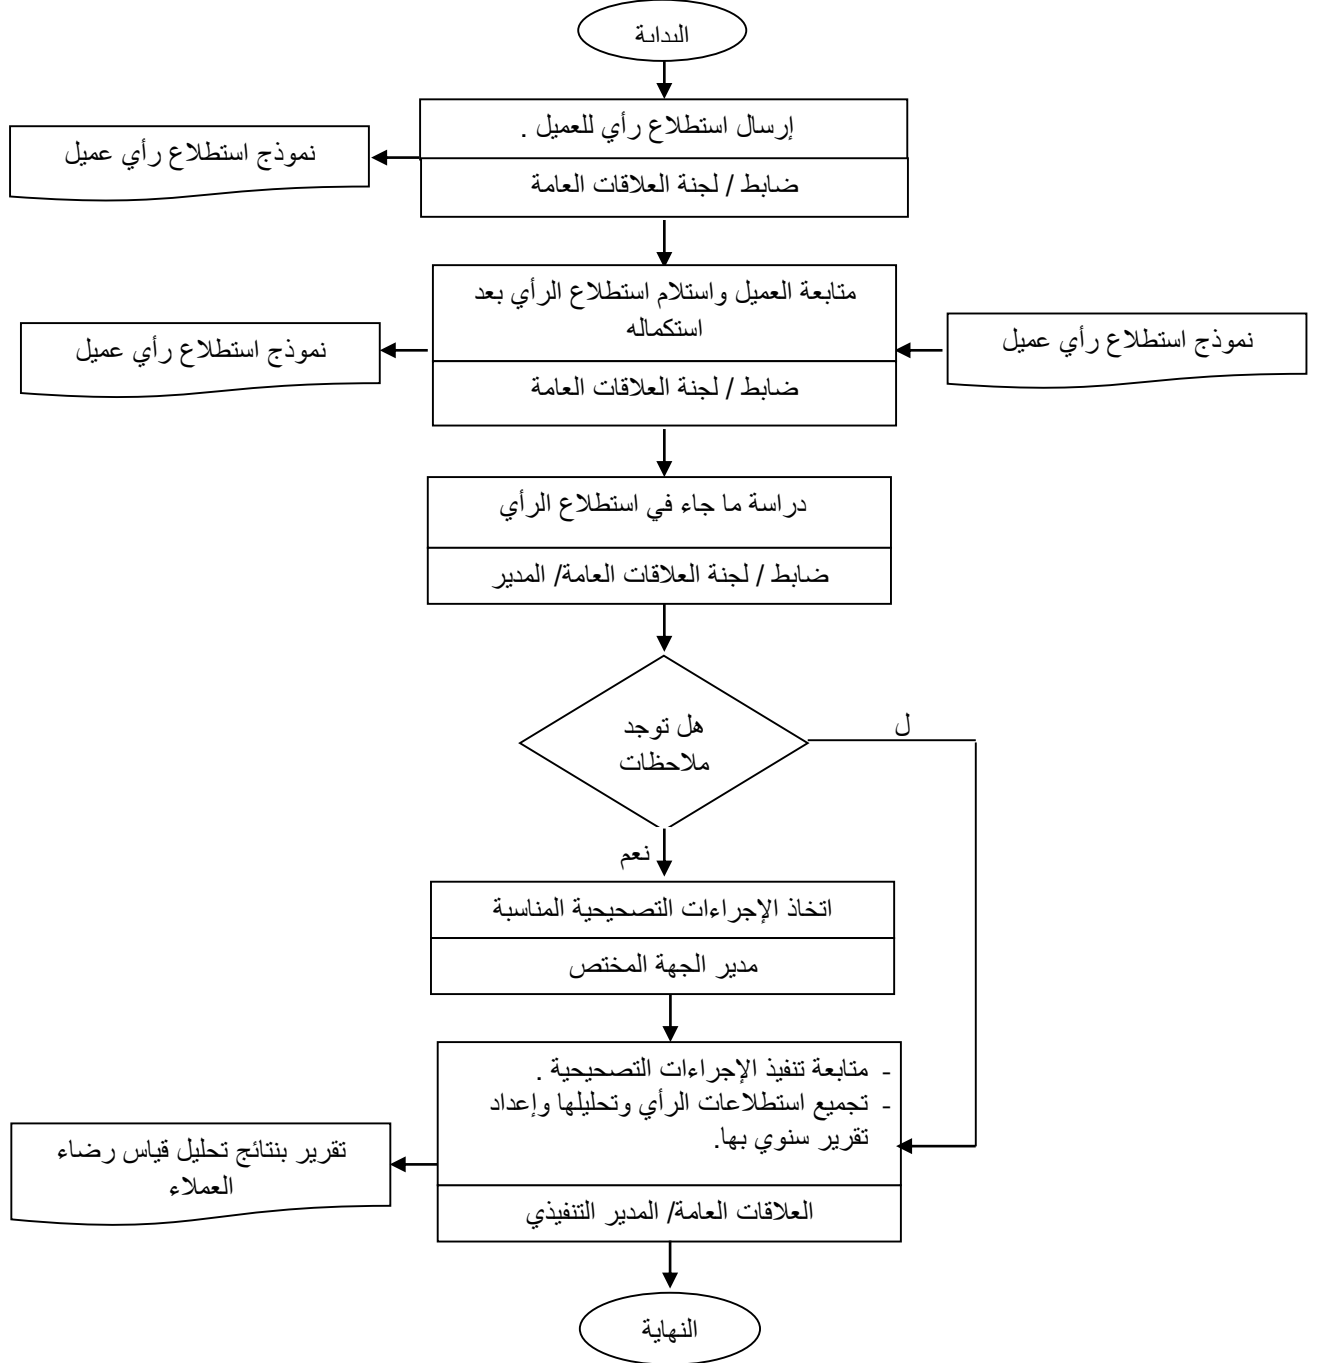 البداية
إرسال استطلاع رأي للعميل .
نموذج استطلاع رأي عميل
ضابط / لجنة العلاقات العامة
متابعة العميل واستلام استطلاع الرأي بعد
استكماله
نموذج استطلاع رأي عميل
نموذج استطلاع رأي عميل
ضابط / لجنة العلاقات العامة
دراسة ما جاء في استطلاع الرأي
ضابط / لجنة العلاقات العامة/ المدير
هل توجد
ملاحظات
ل
نعم
اتخاذ الإجراءات التصحيحية المناسبة
مدير الجهة المختص
- متابعة تنفيذ الإجراءات التصحيحية .
- تجميع استطلاعات الرأي وتحليلها وإعداد
تقرير سنوي بها.
تقرير بنتائج تحليل قياس رضاء
العملاء
العلاقات العامة/ المدير التنفيذي
النهاية